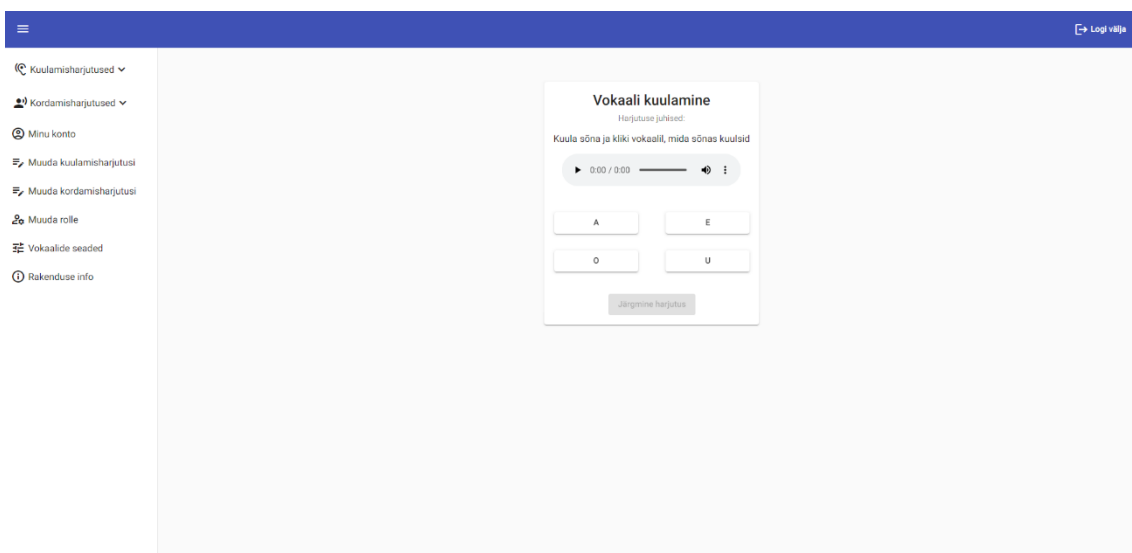 Logi välja
Kuulamisharjutused
Kordamisharjutused
Minu konto
Muuda kuulamisharjutusi
Muuda kordamisharjutusi
Muuda rolle
Vokaalide seaded
Rakenduse info
Vokaali kuulamine
Harjutuse juhised:
Kuula sõna ja kliki vokaalil, mida sõnas kuulsid
0:00 / 0:00
A E
O U
Järgmine harjutus